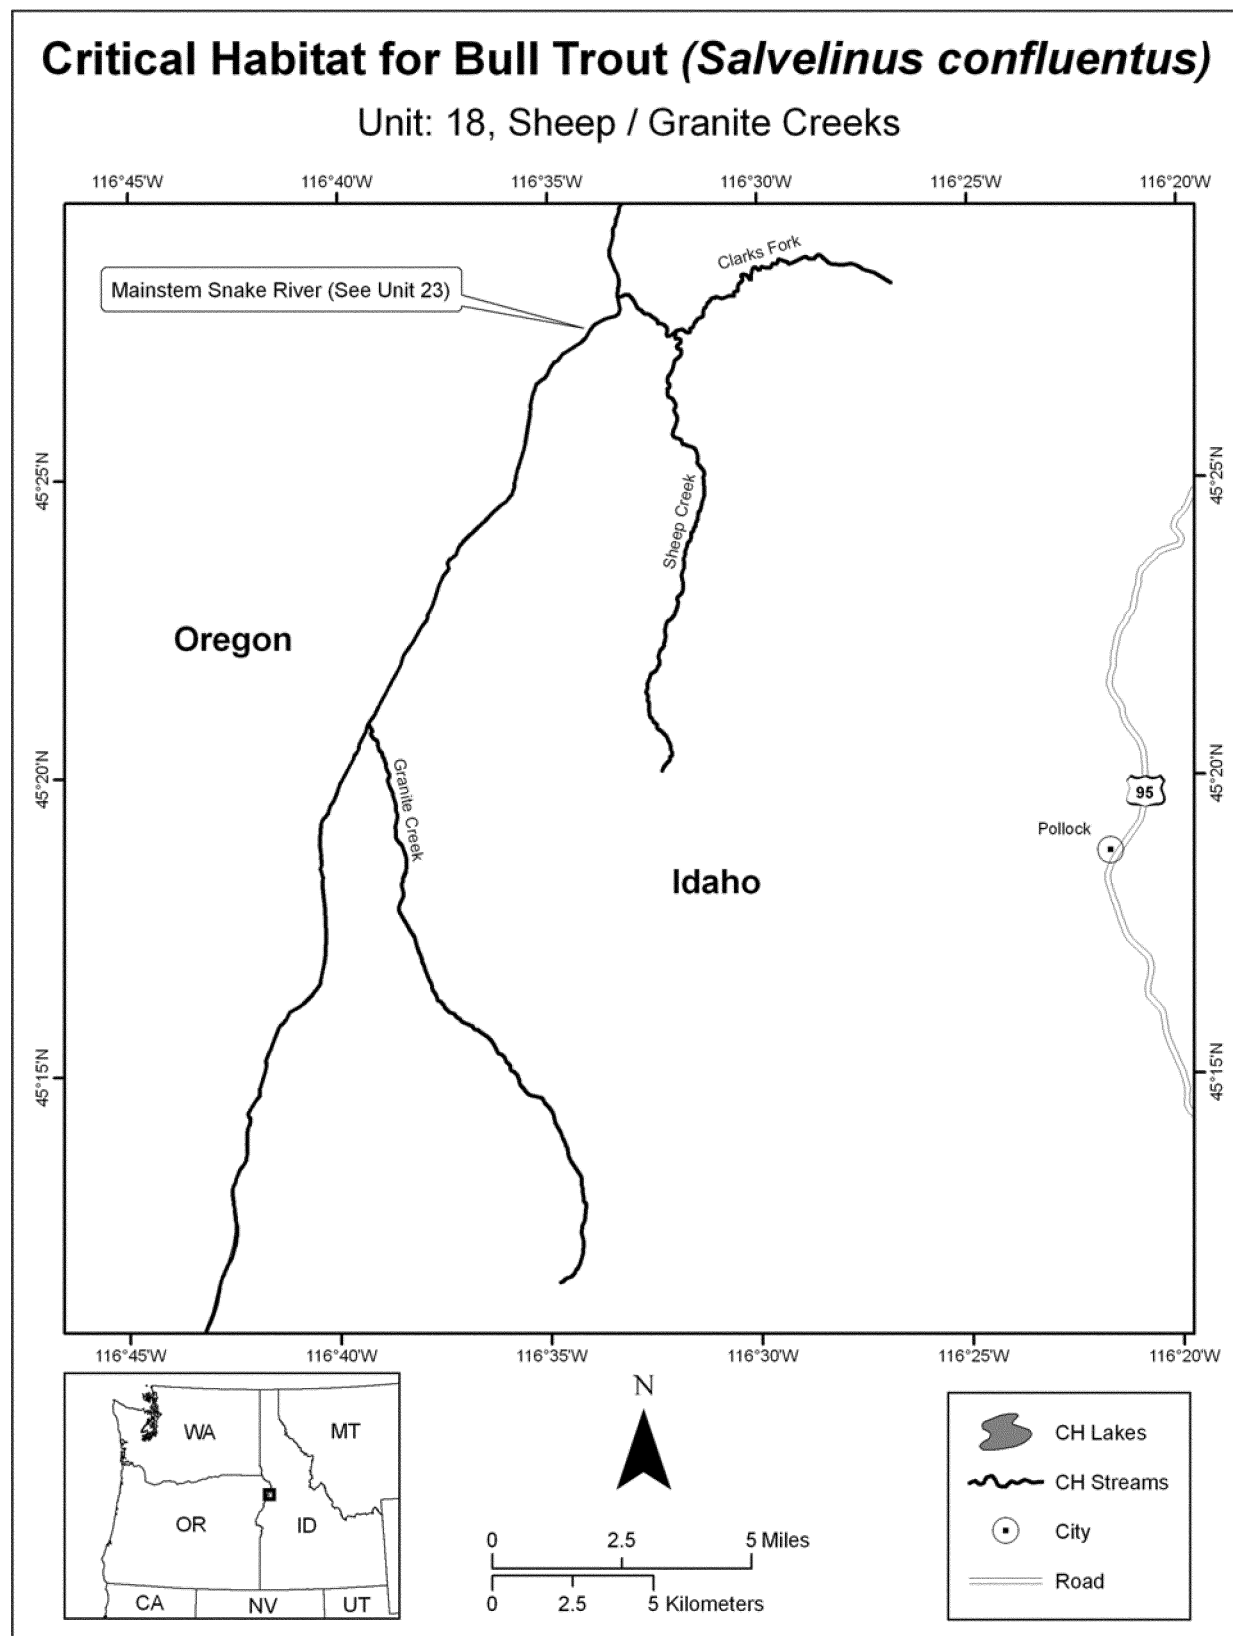 Critical Habitat for Bull Trout (Salvelinus confluentus)
Unit: 18, Sheep / Granite Creeks
116°45'W 116°40'W 116°35'W 116°30'W 116°25'W 116°20'W
Clarks Fork
Mainstem Snake River (See Unit 23)
45°25'N 45°25'N
Sheep Creek
Oregon
45°20'N 45°20'N
Granite Creek
95
Pollock
Idaho
45°15'N 45°15'N
116°45'W 116°40'W 116°35'W 116°30'W 116°25'W 116°20'W
WA MT
OR ID
CA NV UT
N
0 2.5 5 Miles
0 2.5 5 Kilometers
CH Lakes
CH Streams
City
Road